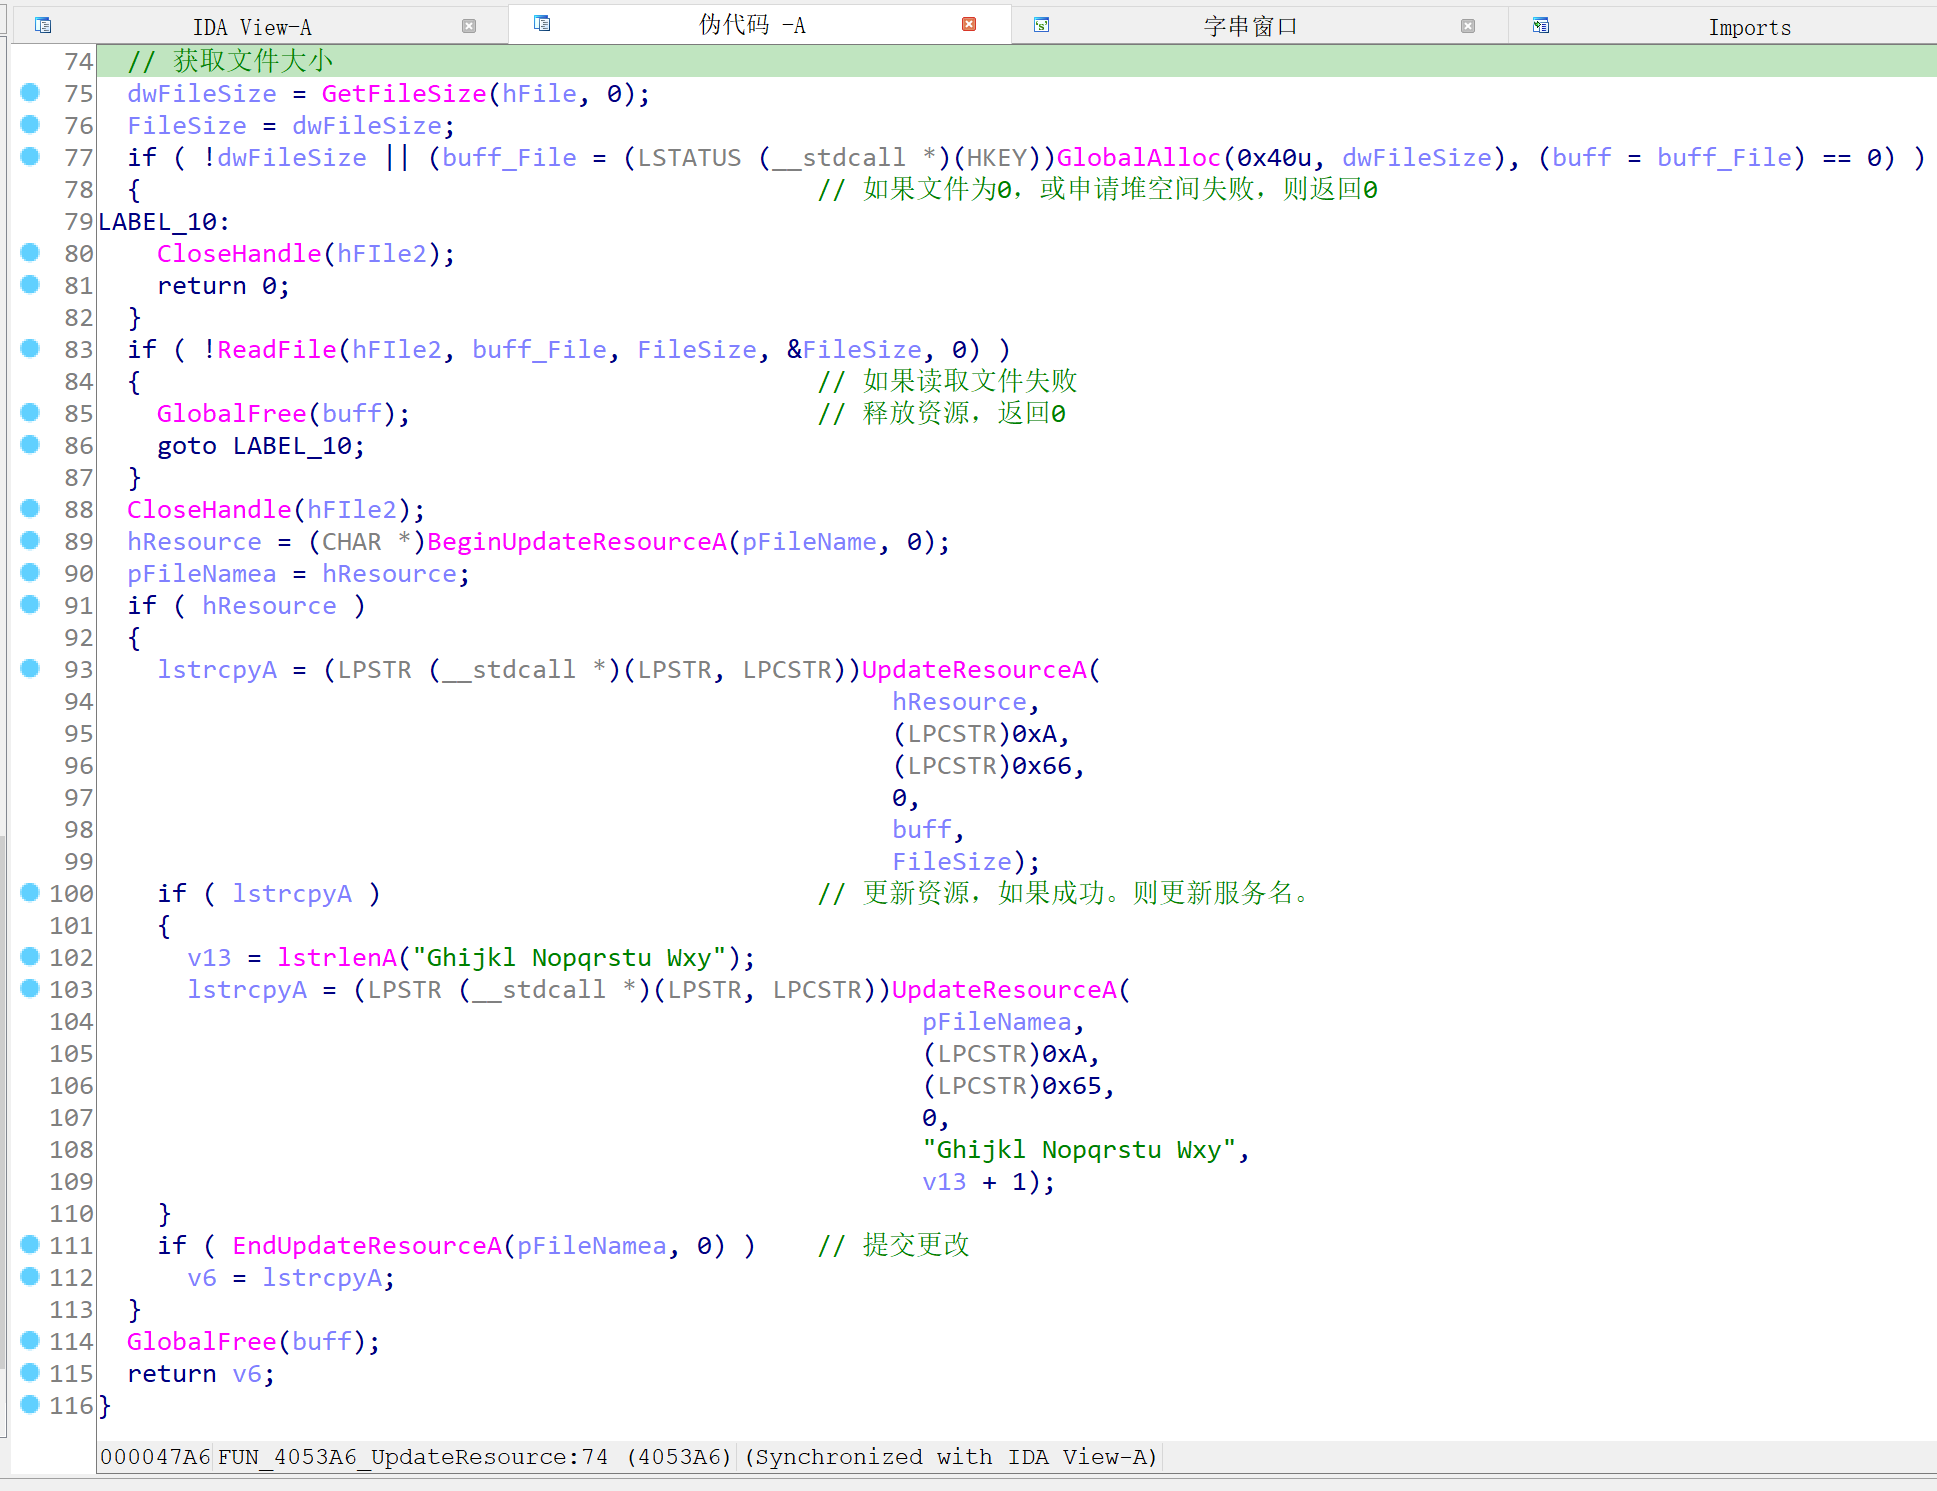 IDA View-A
伪代码 -A
字串窗口
Imports
74 // 获取文件大小
75 dwFileSize = GetFileSize(hFile, 0);
76 FileSize = dwFileSize;
77 if ( !dwFileSize || (buff_File = (LSTATUS (__stdcall *)(HKEY))GlobalAlloc(0x40u, dwFileSize), (buff = buff_File) == 0) )
78 { // 如果文件为0，或申请堆空间失败，则返回0
79 LABEL_10:
80 CloseHandle(hFIle2);
81 return 0;
82 }
83 if ( !ReadFile(hFIle2, buff_File, FileSize, &FileSize, 0) )
84 { // 如果读取文件失败
85 GlobalFree(buff); // 释放资源，返回0
86 goto LABEL_10;
87 }
88 CloseHandle(hFIle2);
89 hResource = (CHAR *)BeginUpdateResourceA(pFileName, 0);
90 pFileNamea = hResource;
91 if ( hResource )
92 {
93 lstrcpyA = (LPSTR (__stdcall *)(LPSTR, LPCSTR))UpdateResourceA(
94 hResource,
95 (LPCSTR)0xA,
96 (LPCSTR)0x66,
97 0,
98 buff,
99 FileSize);
100 if ( lstrcpyA ) // 更新资源，如果成功。则更新服务名。
101 {
102 v13 = lstrlenA("Ghijkl Nopqrstu Wxy");
103 lstrcpyA = (LPSTR (__stdcall *)(LPSTR, LPCSTR))UpdateResourceA(
104 pFileNamea,
105 (LPCSTR)0xA,
106 (LPCSTR)0x65,
107 0,
108 "Ghijkl Nopqrstu Wxy",
109 v13 + 1);
110 }
111 if ( EndUpdateResourceA(pFileNamea, 0) ) // 提交更改
112 v6 = lstrcpyA;
113 }
114 GlobalFree(buff);
115 return v6;
116 }
000047A6 FUN_4053A6_UpdateResource:74 (4053A6) (Synchronized with IDA View-A)